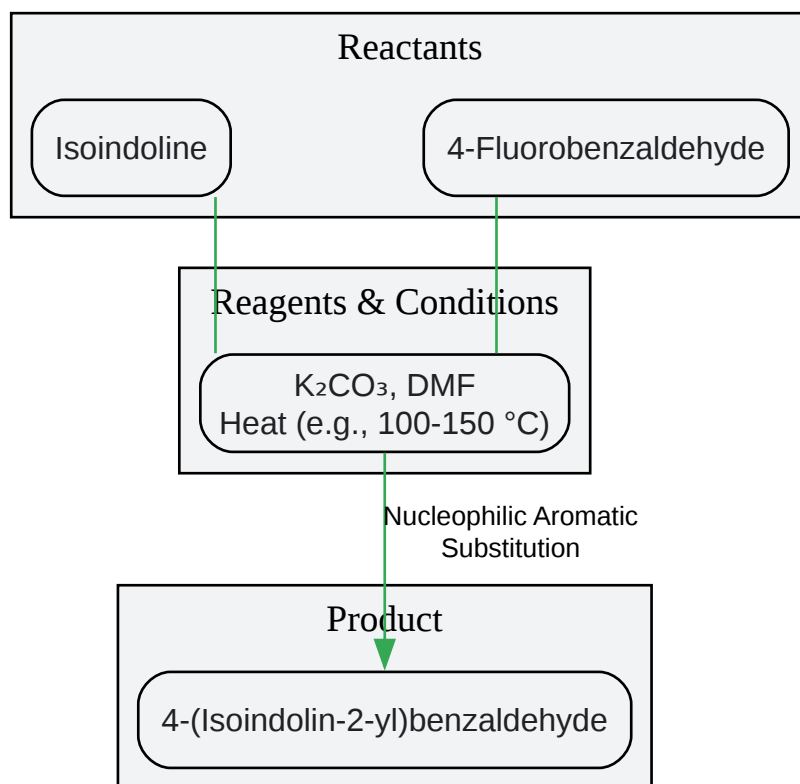 Reactants
Isoindoline
4-Fluorobenzaldehyde
Reagents & Conditions
K₂CO₃, DMF
Heat (e.g., 100-150 °C)
Nucleophilic Aromatic
Substitution
Product
4-(Isoindolin-2-yl)benzaldehyde